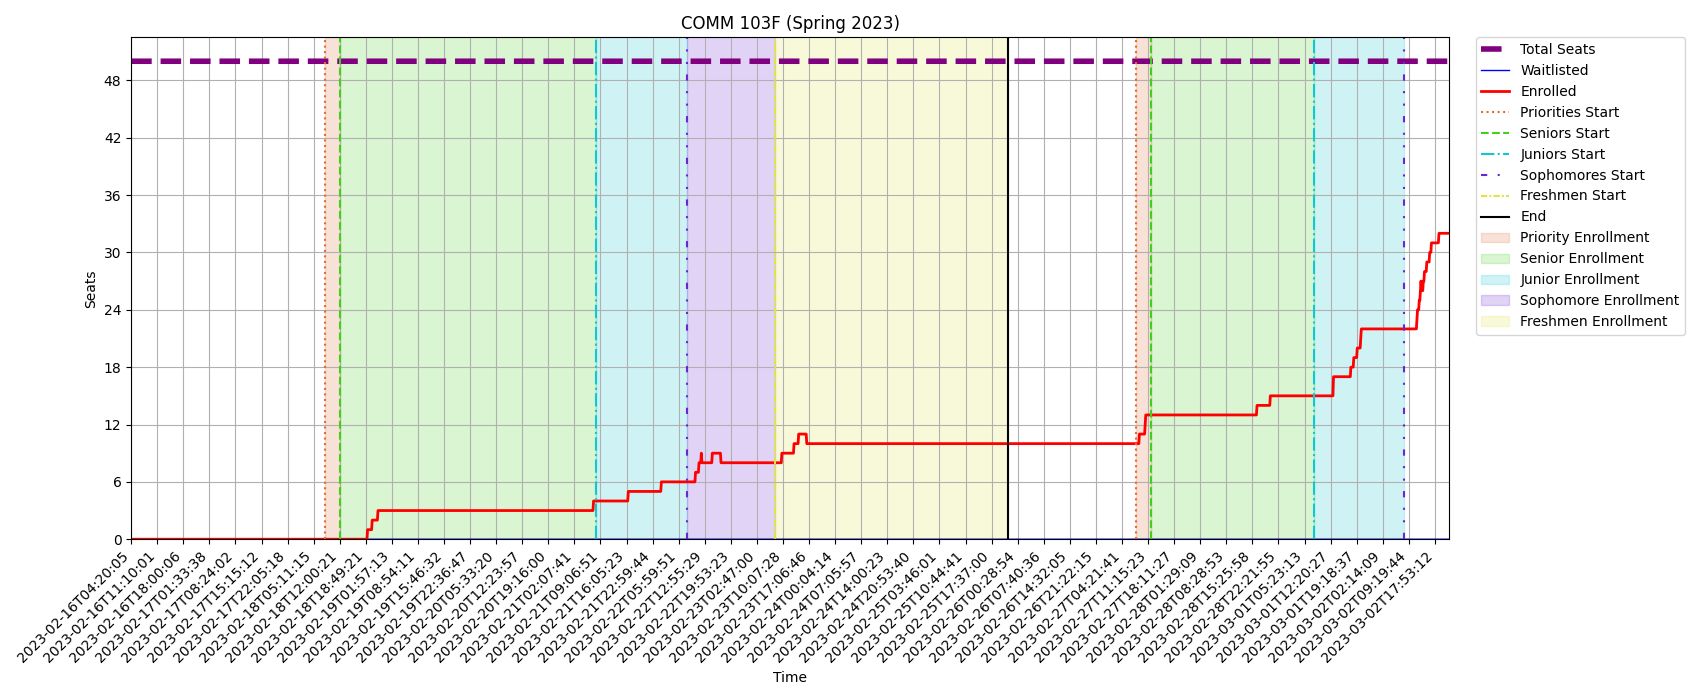 COMM 103F (Spring 2023)
Seats
48
42
36
30
24
18
12
6
0
2023-02-16T04:20:05
2023-02-16T11:10:01
2023-02-16T18:00:06
2023-02-17T01:33:38
2023-02-17T08:24:02
2023-02-17T15:15:12
2023-02-17T22:05:18
2023-02-18T05:11:15
2023-02-18T12:00:21
2023-02-18T18:49:21
2023-02-19T01:57:13
2023-02-19T08:54:11
2023-02-19T15:46:32
2023-02-19T22:36:47
2023-02-20T05:33:20
2023-02-20T12:23:57
2023-02-20T19:16:00
2023-02-21T02:07:41
2023-02-21T09:06:51
2023-02-21T16:05:23
2023-02-21T22:59:44
2023-02-22T05:59:51
2023-02-22T12:55:29
2023-02-22T19:53:23
2023-02-23T02:47:00
2023-02-23T10:07:28
2023-02-23T17:06:46
2023-02-24T00:04:14
2023-02-24T07:05:57
2023-02-24T14:00:23
2023-02-24T20:53:40
2023-02-25T03:46:01
2023-02-25T10:44:41
2023-02-25T17:37:00
2023-02-26T00:28:54
2023-02-26T07:40:36
2023-02-26T14:32:05
2023-02-26T21:22:15
2023-02-27T04:21:41
2023-02-27T11:15:23
2023-02-27T18:11:27
2023-02-28T01:29:09
2023-02-28T08:28:53
2023-02-28T15:25:58
2023-02-28T22:21:55
2023-03-01T05:23:13
2023-03-01T12:20:27
2023-03-01T19:18:37
2023-03-02T02:14:09
2023-03-02T09:19:44
2023-03-02T17:53:12
Time
Total Seats
Waitlisted
Enrolled
Priorities Start
Seniors Start
Juniors Start
Sophomores Start
Freshmen Start
End
Priority Enrollment
Senior Enrollment
Junior Enrollment
Sophomore Enrollment
Freshmen Enrollment